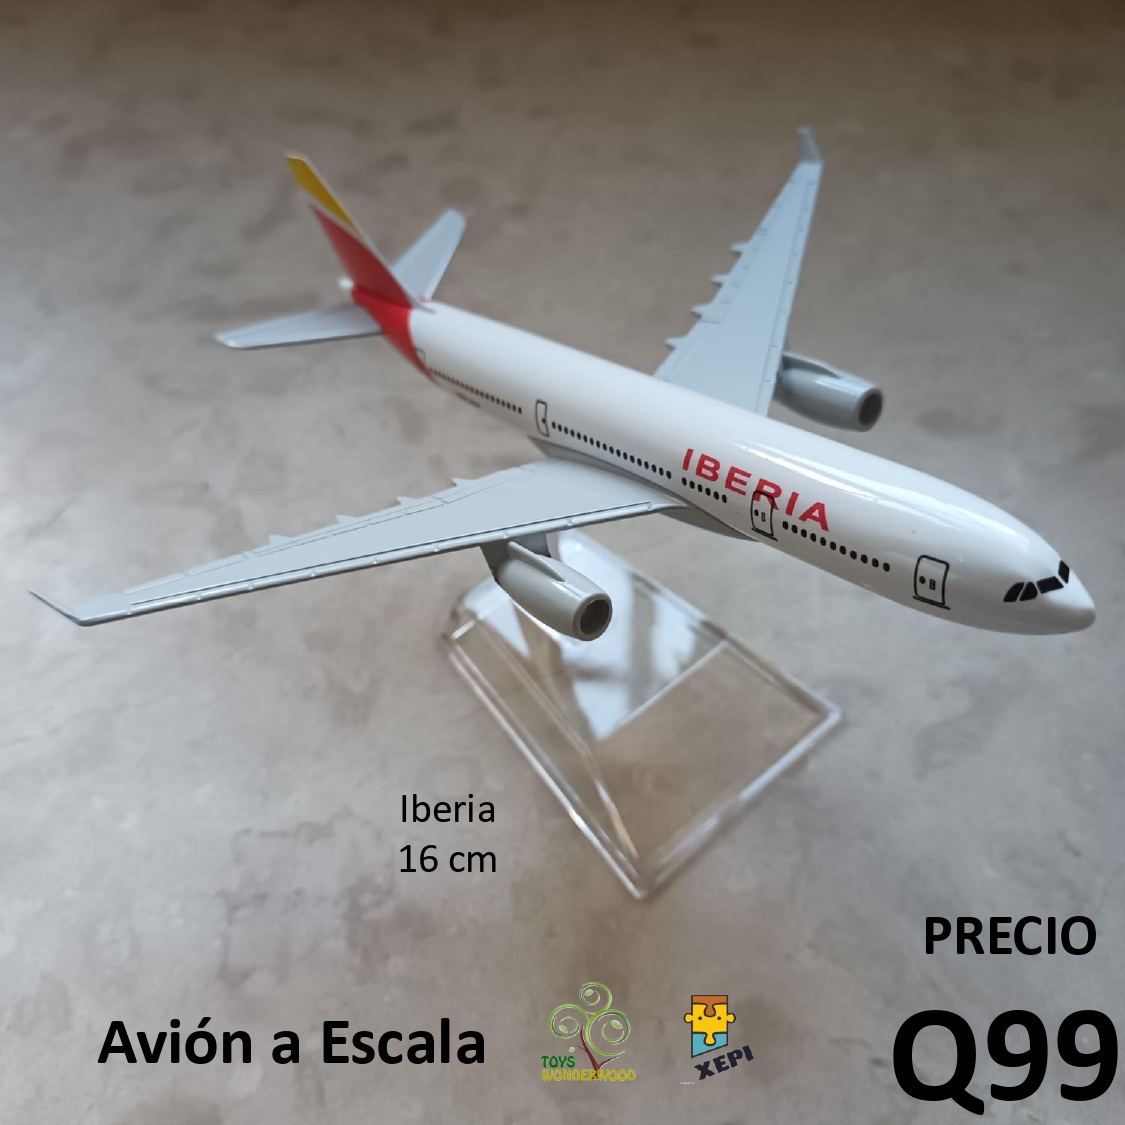 IBERIA
Iberia
16 cm
PRECIO
Q99
Avión a Escala
TOYS
WONDERWOOD
XEPI